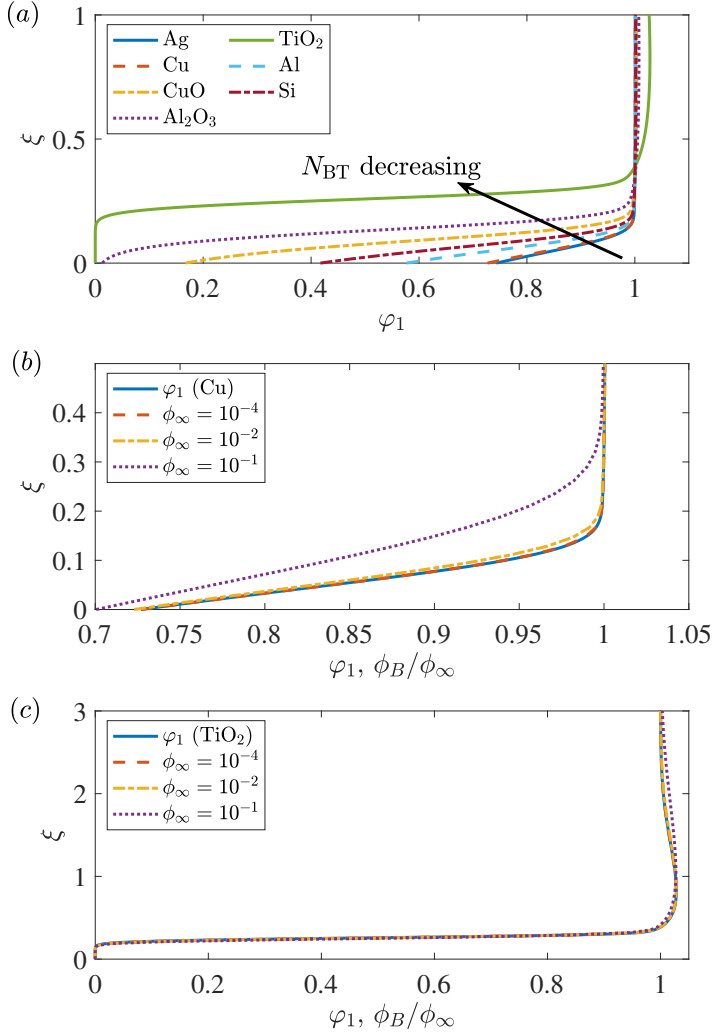 (a)
1
0.5
0
ξ
Ag
Cu
CuO
Al₂O₃
TiO₂
Al
Si
N_BT decreasing
0 0.2 0.4 0.6 0.8 1
φ₁
(b)
0.4
0.3
0.2
0.1
0
ξ
φ₁ (Cu)
ϕ∞ = 10⁻⁴
ϕ∞ = 10⁻²
ϕ∞ = 10⁻¹
0.7 0.75 0.8 0.85 0.9 0.95 1 1.05
φ₁, ϕ_B/ϕ∞
(c)
3
2
1
0
ξ
φ₁ (TiO₂)
ϕ∞ = 10⁻⁴
ϕ∞ = 10⁻²
ϕ∞ = 10⁻¹
0 0.2 0.4 0.6 0.8 1
φ₁, ϕ_B/ϕ∞